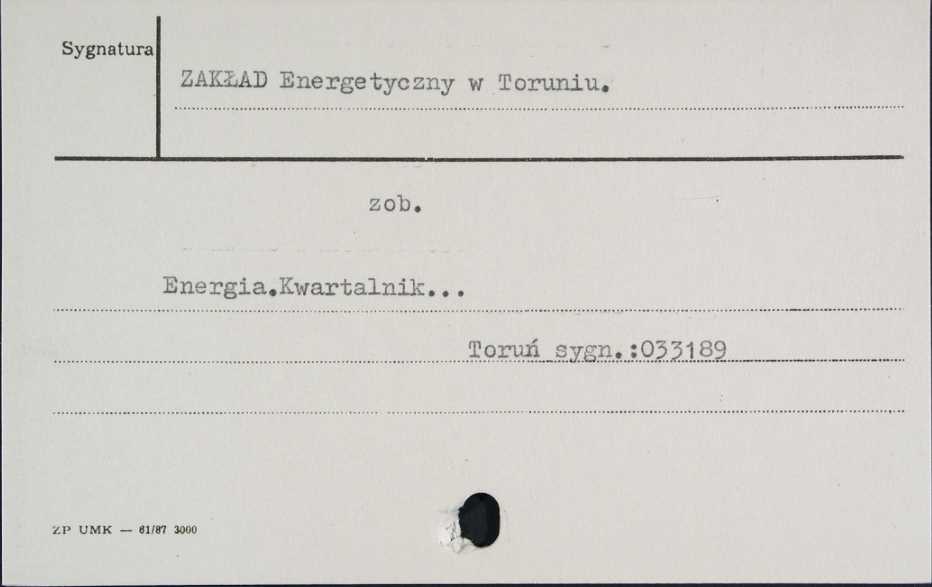 Sygnatura
ZAKŁAD Energetyczny w Toruniu.
zob.
Energia.Kwartalnik...
Toruń sygn.:033189
ZP UMK — 61/87 3000